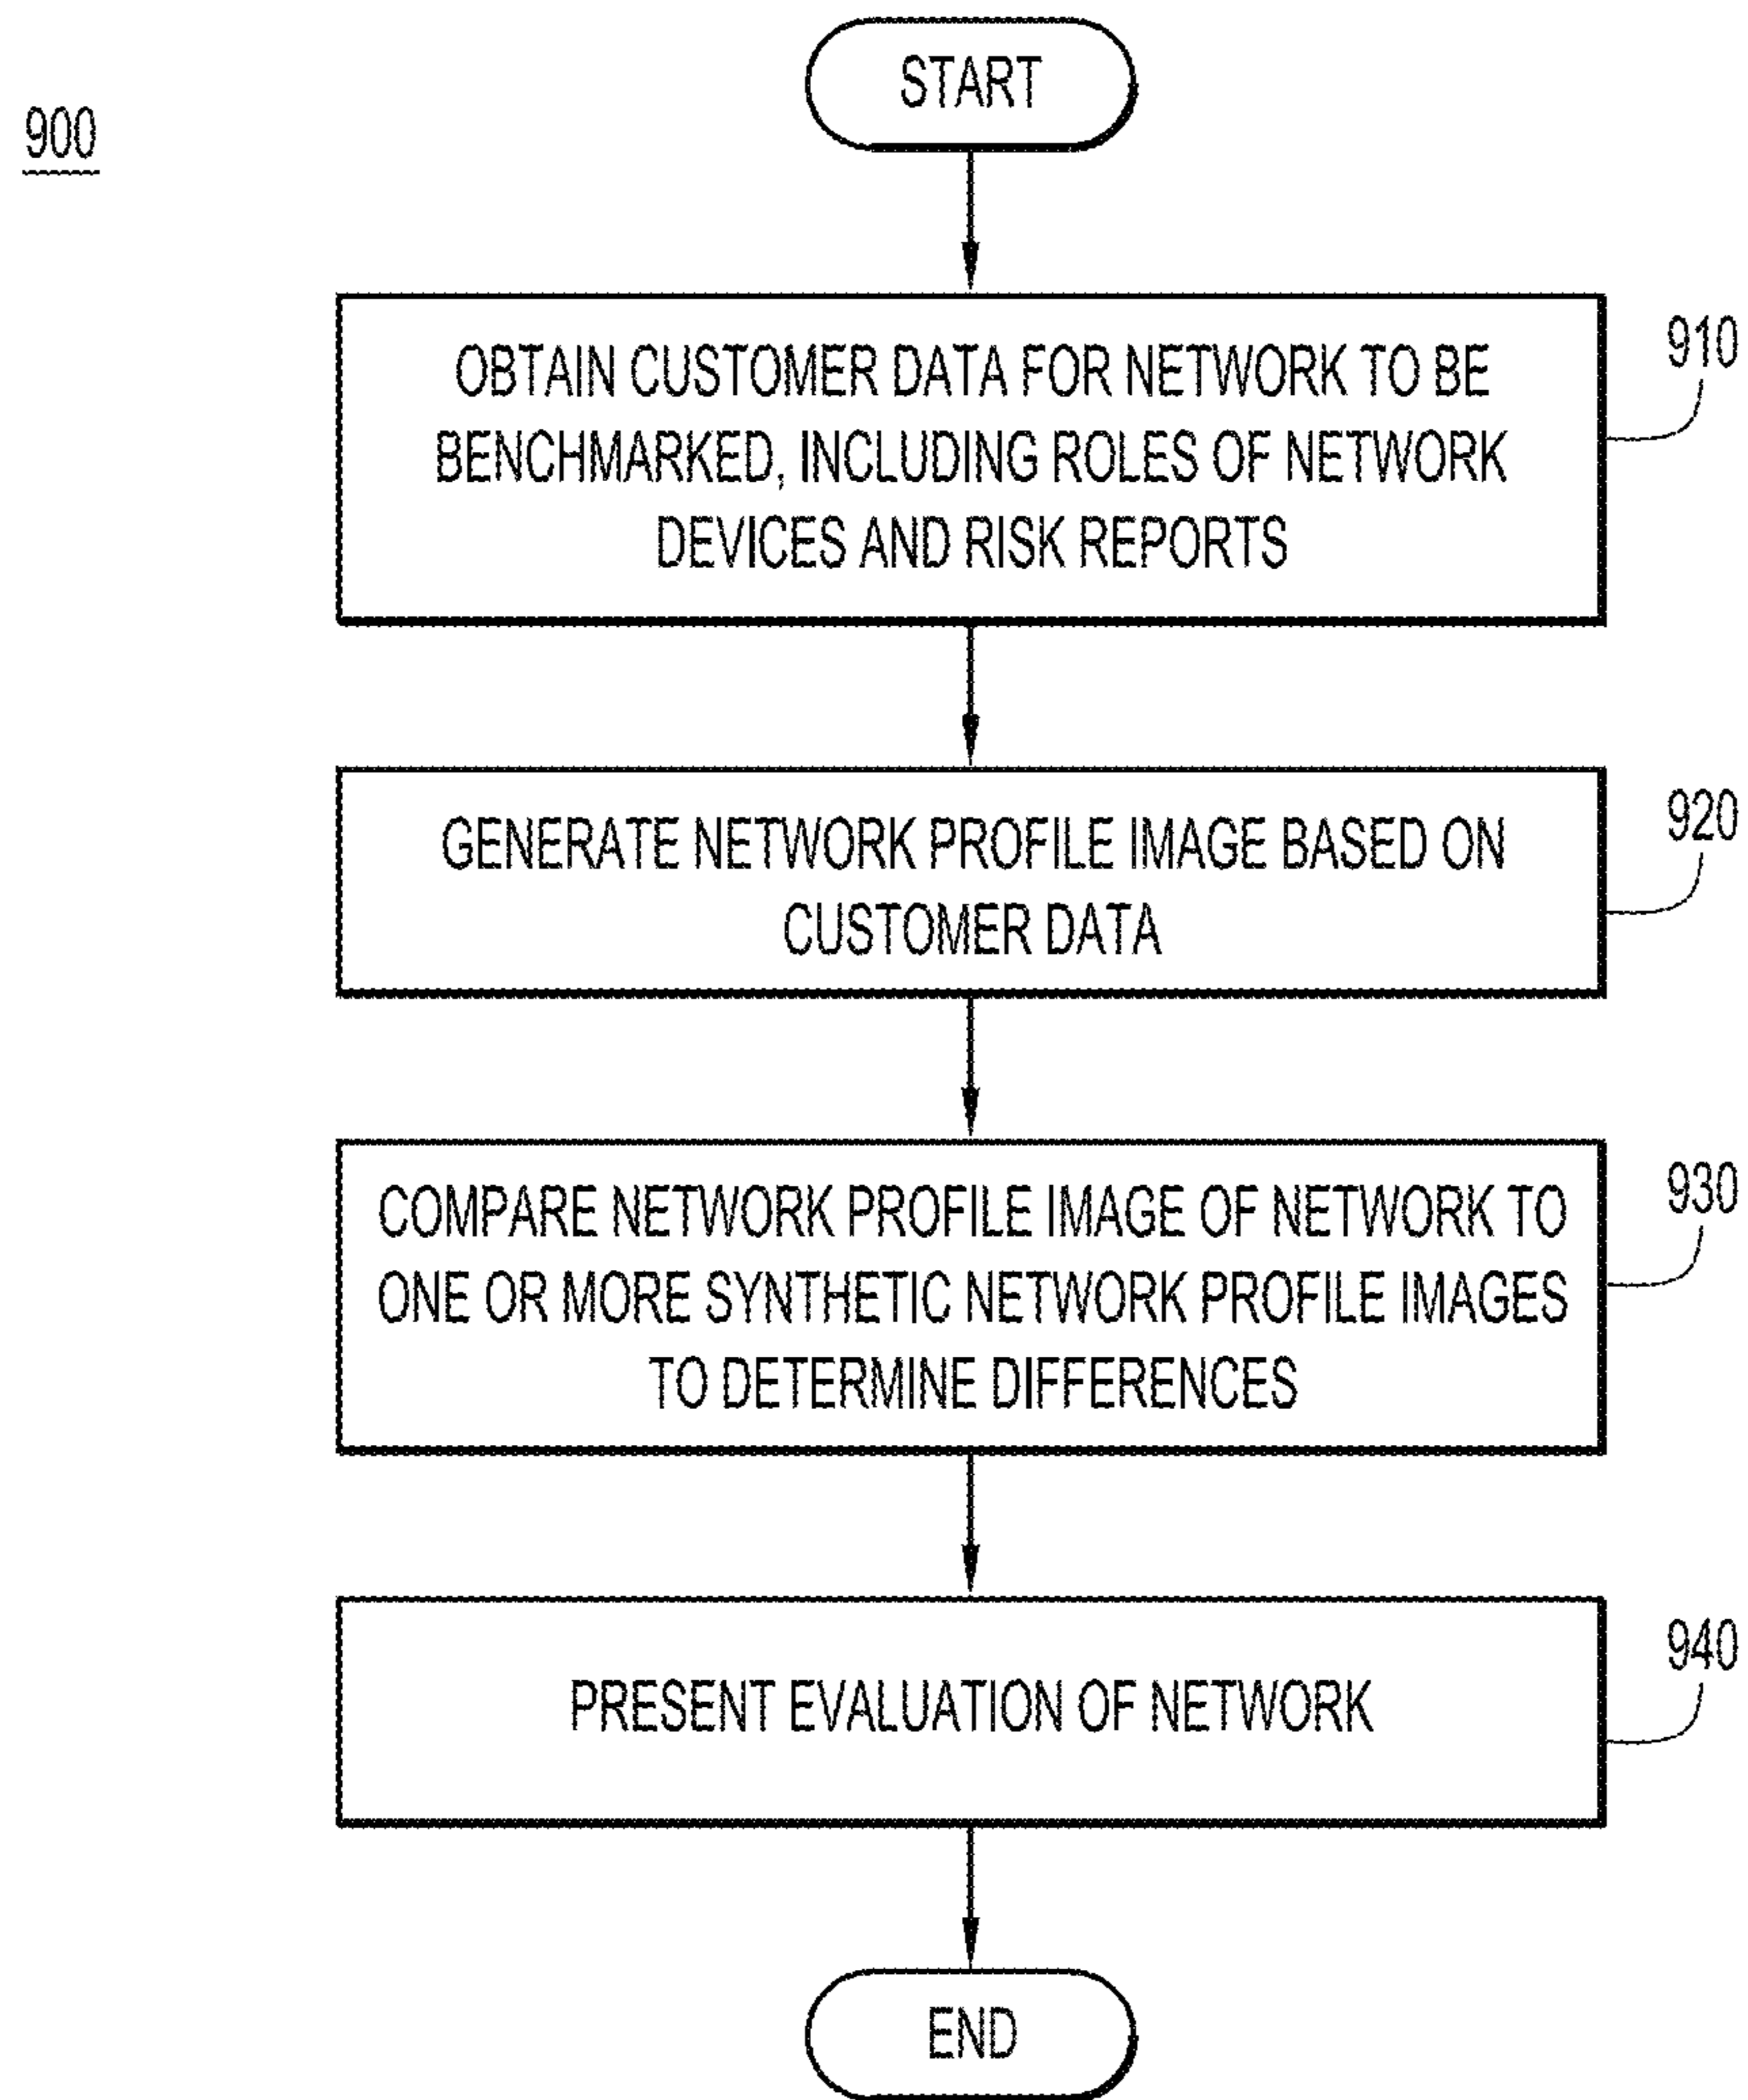 START
900
OBTAIN CUSTOMER DATA FOR NETWORK TO BE
BENCHMARKED, INCLUDING ROLES OF NETWORK
DEVICES AND RISK REPORTS
910
GENERATE NETWORK PROFILE IMAGE BASED ON
CUSTOMER DATA
920
COMPARE NETWORK PROFILE IMAGE OF NETWORK TO
ONE OR MORE SYNTHETIC NETWORK PROFILE IMAGES
TO DETERMINE DIFFERENCES
930
PRESENT EVALUATION OF NETWORK
940
END